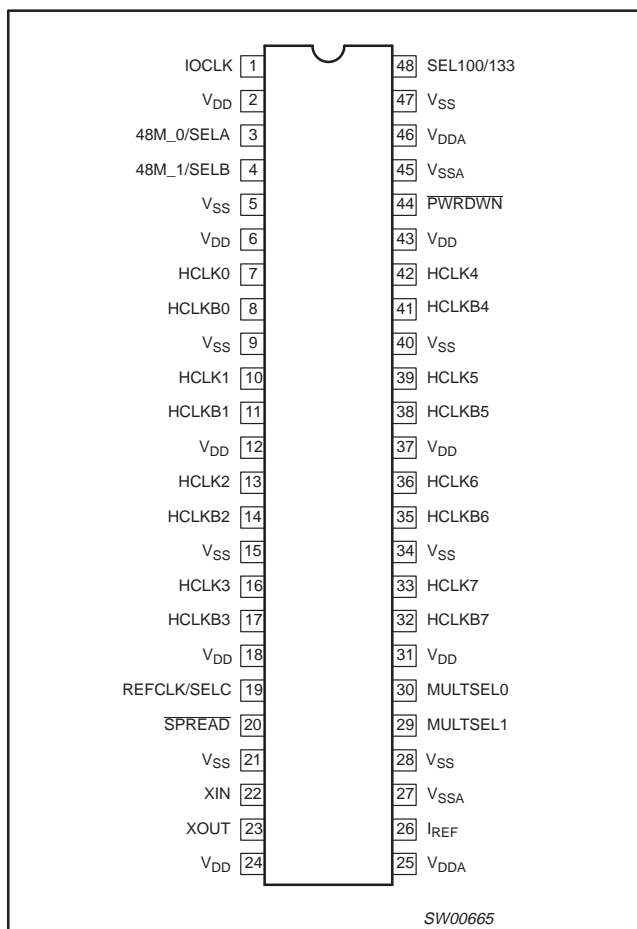 IOCLK 1 48 SEL100/133
VDD 2 47 VSS
48M_0/SELA 3 46 VDDA
48M_1/SELB 4 45 VSSA
VSS 5 44 PWRDWN
VDD 6 43 VDD
HCLK0 7 42 HCLK4
HCLKB0 8 41 HCLKB4
VSS 9 40 VSS
HCLK1 10 39 HCLK5
HCLKB1 11 38 HCLKB5
VDD 12 37 VDD
HCLK2 13 36 HCLK6
HCLKB2 14 35 HCLKB6
VSS 15 34 VSS
HCLK3 16 33 HCLK7
HCLKB3 17 32 HCLKB7
VDD 18 31 VDD
REFCLK/SELC 19 30 MULTSEL0
SPREAD 20 29 MULTSEL1
VSS 21 28 VSS
XIN 22 27 VSSA
XOUT 23 26 IREF
VDD 24 25 VDDA
SW00665